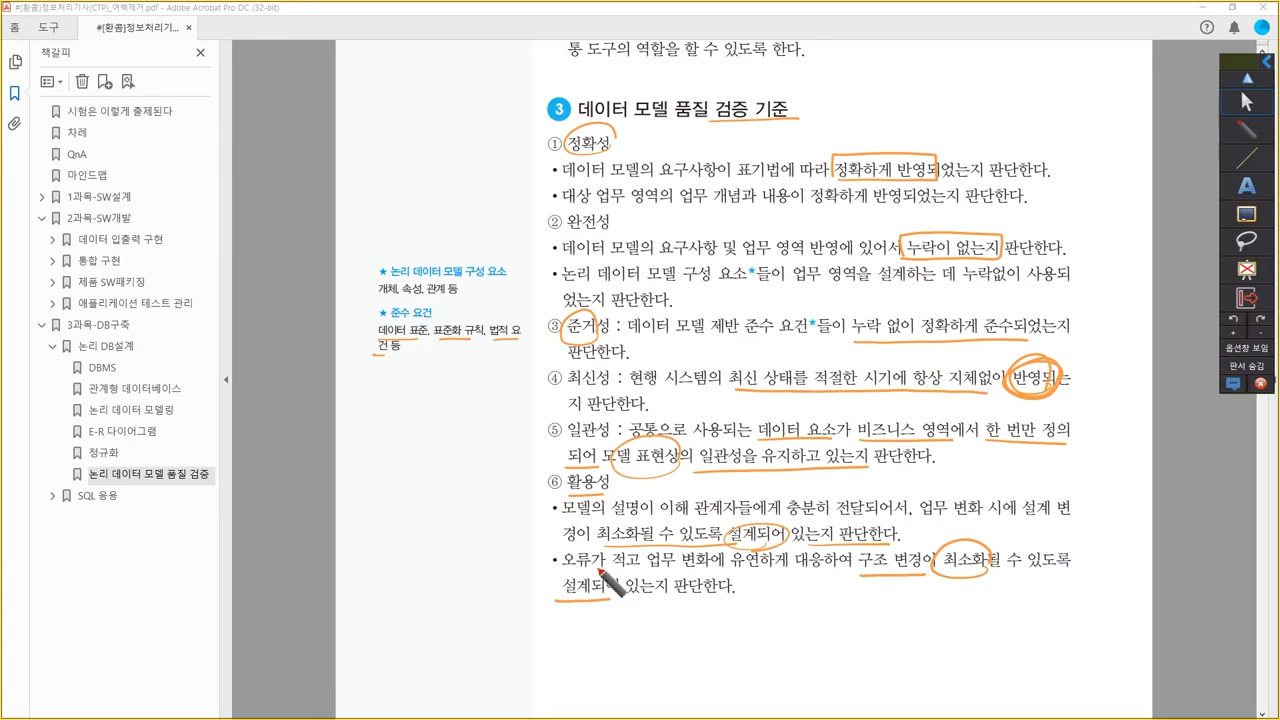 #[환콤]정보처리기사(CTP)_여백제거.pdf - Adobe Acrobat Pro DC (32-bit)
홈
도구
#[환콤]정보처리기...
책갈피
시험은 이렇게 출제된다
차례
QnA
마인드맵
1과목-SW설계
2과목-SW개발
데이터 입출력 구현
통합 구현
제품 SW패키징
애플리케이션 테스트 관리
3과목-DB구축
논리 DB설계
DBMS
관계형 데이터베이스
논리 데이터 모델링
E-R 다이어그램
정규화
논리 데이터 모델 품질 검증
SQL 응용
★ 논리 데이터 모델 구성 요소
개체, 속성, 관계 등
★ 준수 요건
데이터 표준, 표준화 규칙, 법적 요
건 등
통 도구의 역할을 할 수 있도록 한다.
3 데이터 모델 품질 검증 기준
① 정확성
• 데이터 모델의 요구사항이 표기법에 따라 정확하게 반영되었는지 판단한다.
• 대상 업무 영역의 업무 개념과 내용이 정확하게 반영되었는지 판단한다.
② 완전성
• 데이터 모델의 요구사항 및 업무 영역 반영에 있어서 누락이 없는지 판단한다.
• 논리 데이터 모델 구성 요소★들이 업무 영역을 설계하는 데 누락없이 사용되
었는지 판단한다.
③ 준거성 : 데이터 모델 제반 준수 요건★들이 누락 없이 정확하게 준수되었는지
판단한다.
④ 최신성 : 현행 시스템의 최신 상태를 적절한 시기에 항상 지체없이 반영되는
지 판단한다.
⑤ 일관성 : 공통으로 사용되는 데이터 요소가 비즈니스 영역에서 한 번만 정의
되어 모델 표현상의 일관성을 유지하고 있는지 판단한다.
⑥ 활용성
• 모델의 설명이 이해 관계자들에게 충분히 전달되어서, 업무 변화 시에 설계 변
경이 최소화될 수 있도록 설계되어 있는지 판단한다.
• 오류가 적고 업무 변화에 유연하게 대응하여 구조 변경이 최소화될 수 있도록
설계되어 있는지 판단한다.
옵션창 보임
판서 숨김